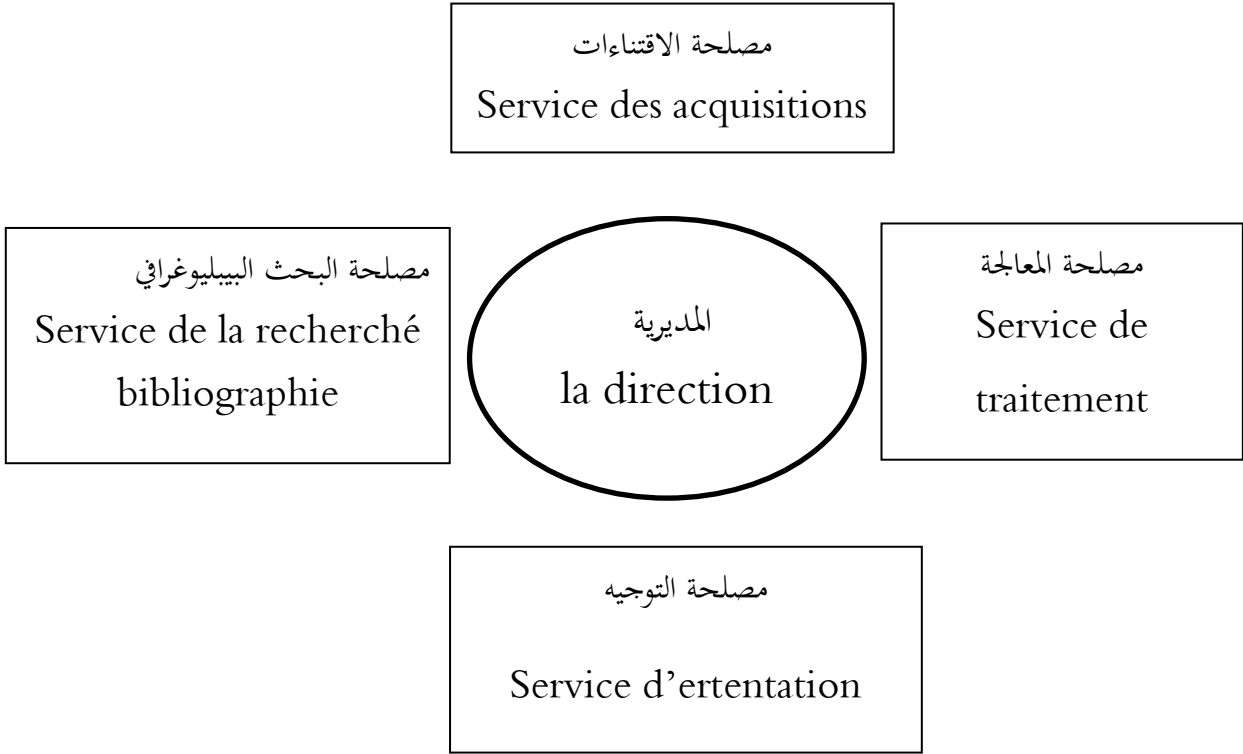 مصلحة الاقتناءات
Service des acquisitions
مصلحة البحث البيبليوغرافي
Service de la recherché
bibliographie
المديرية
la direction
مصلحة المعالجة
Service de
traitement
مصلحة التوجيه
Service d’ertentation